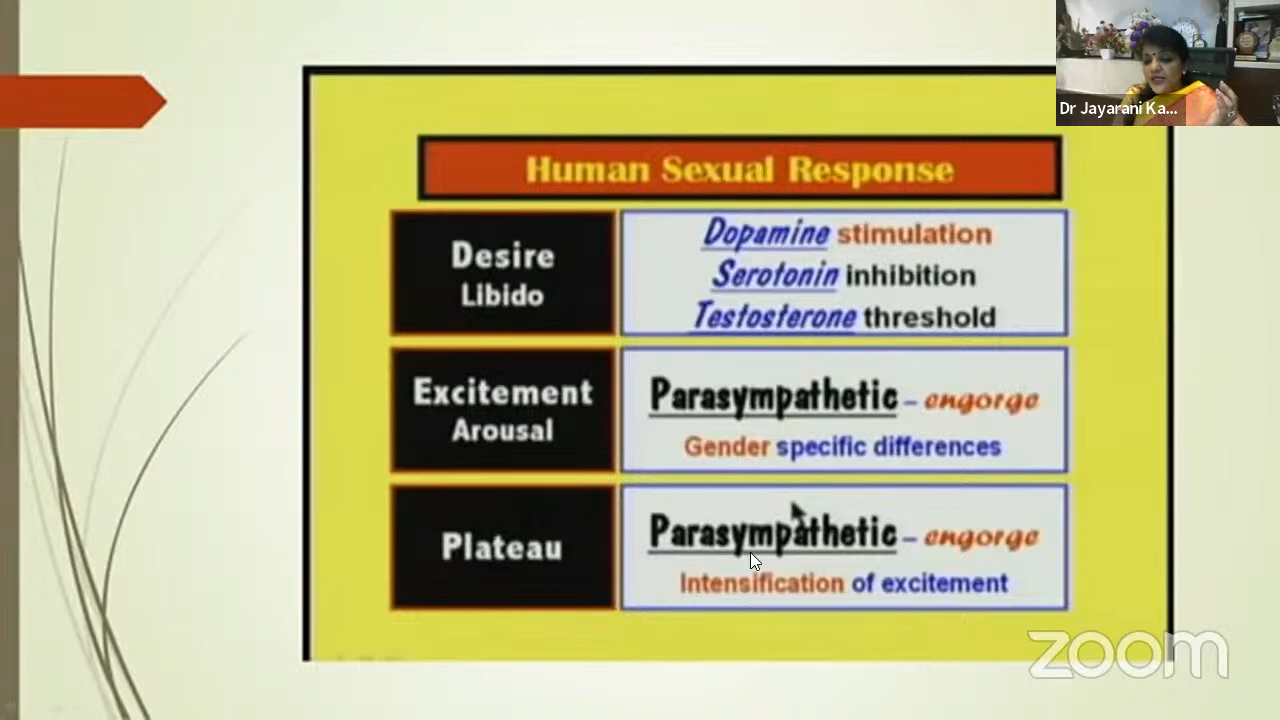 Dr Jayarani Ka...
Human Sexual Response
Desire
Libido
Dopamine stimulation
Serotonin inhibition
Testosterone threshold
Excitement
Arousal
Parasympathetic – engorge
Gender specific differences
Plateau
Parasympathetic – engorge
Intensification of excitement
zoom